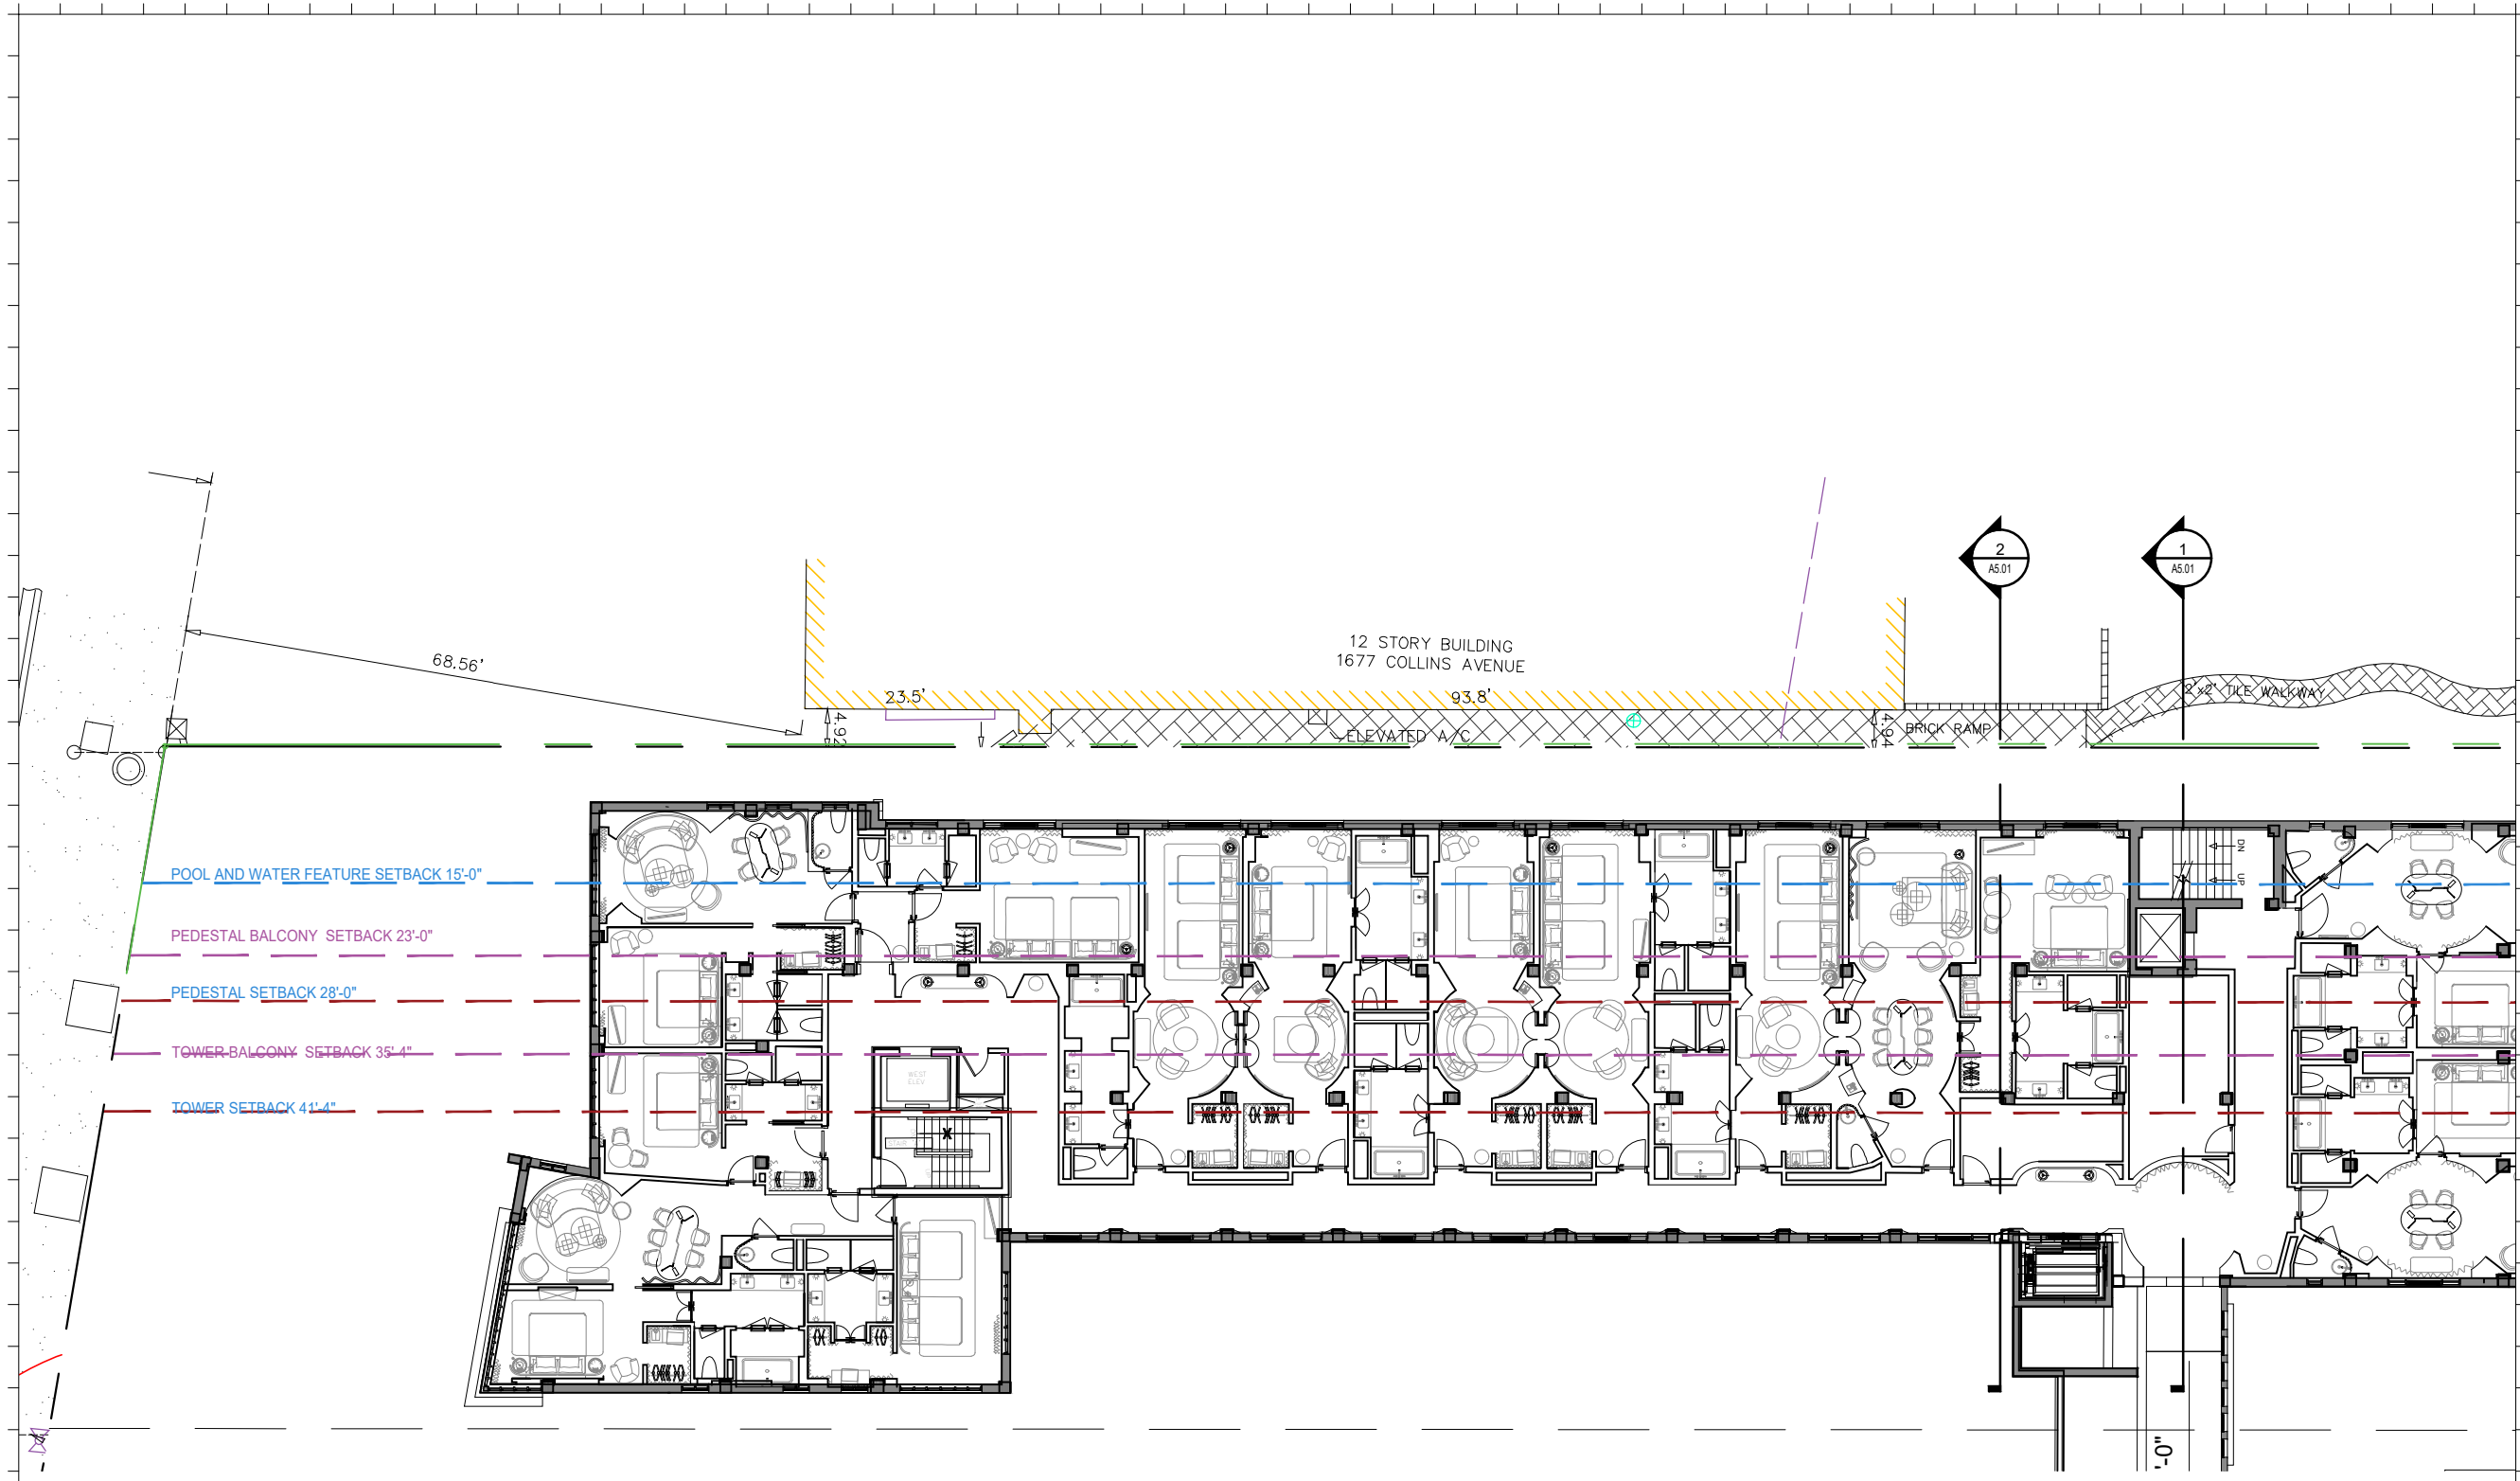 2
A5.01
1
A5.01
12 STORY BUILDING
1677 COLLINS AVENUE
68.56'
23.5'
93.8'
2'x2' TILE WALKWAY
4.92
4.94
BRICK RAMP
ELEVATED A/C
DN
UP
POOL AND WATER FEATURE SETBACK 15'-0"
PEDESTAL BALCONY SETBACK 23'-0"
PEDESTAL SETBACK 28'-0"
TOWER BALCONY SETBACK 35'-4"
WEST
ELEV
TOWER SETBACK 41'-4"
'-0"